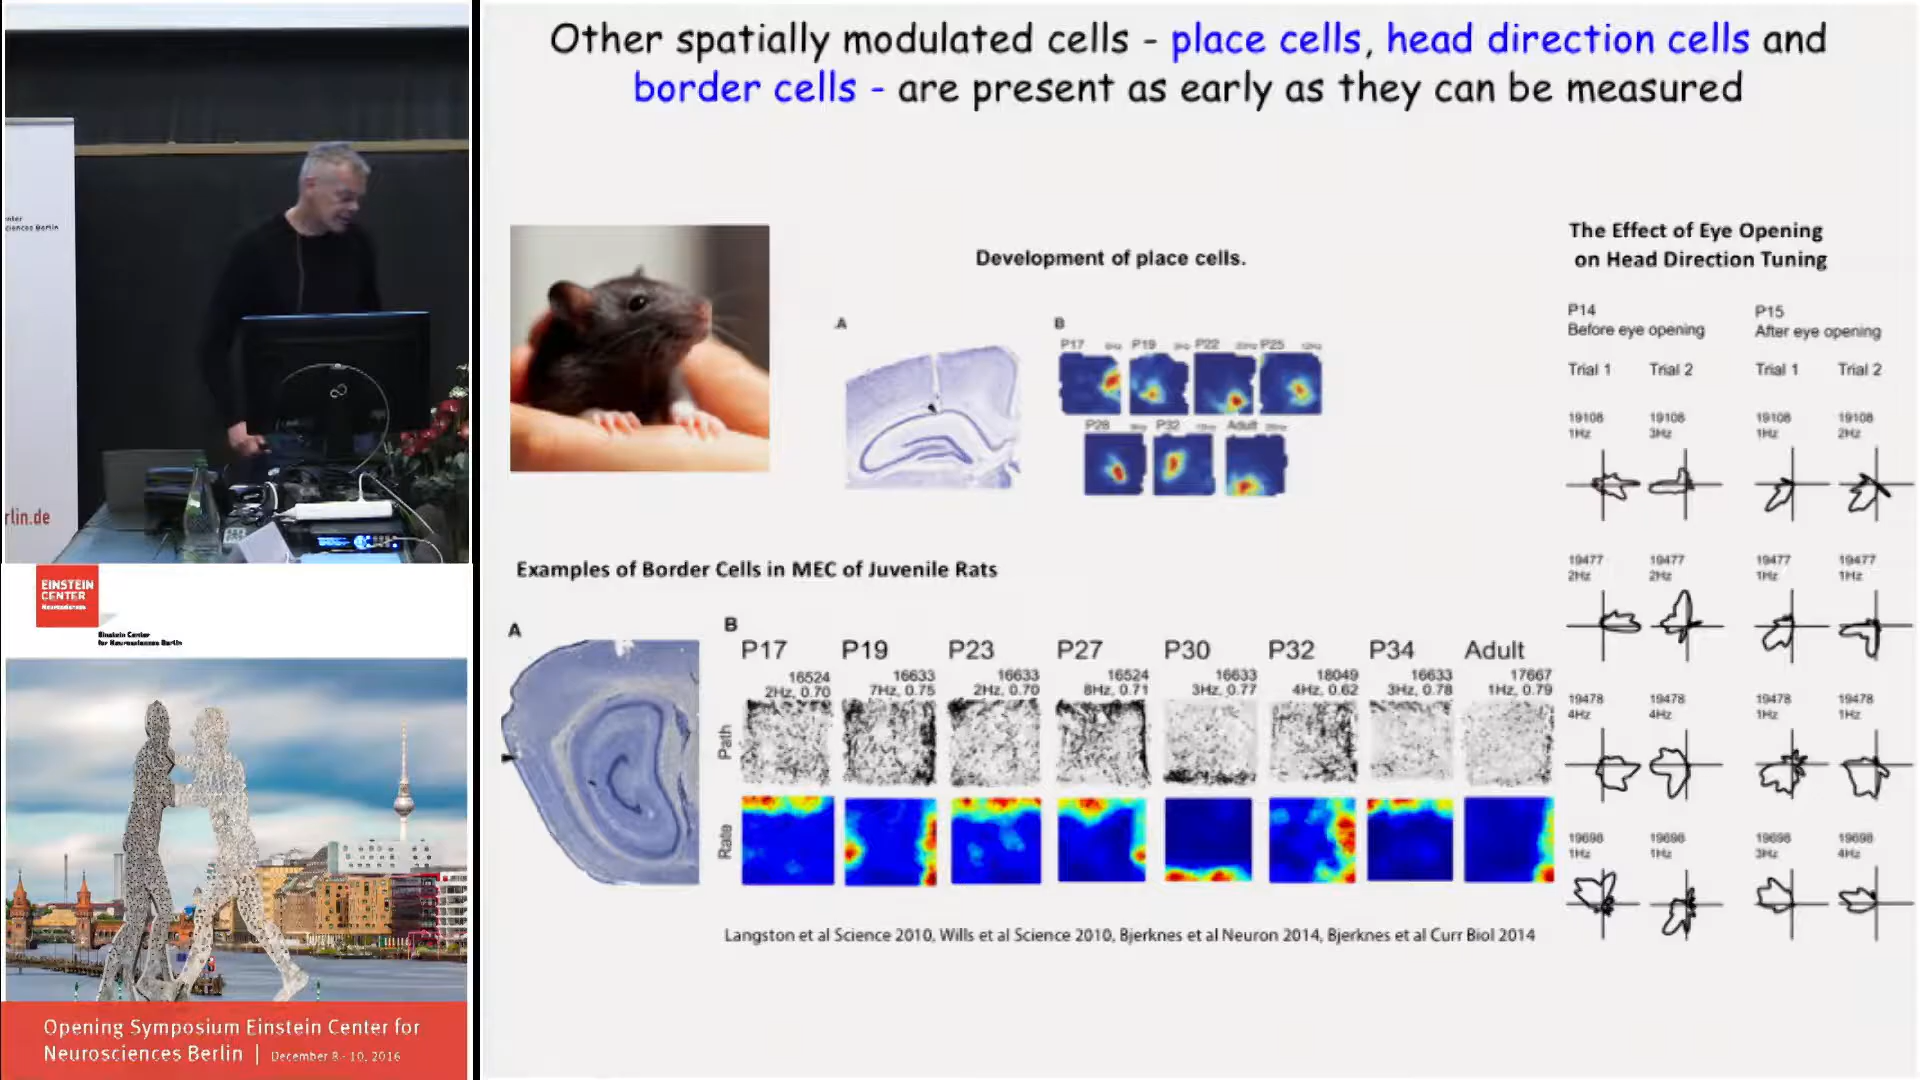 Other spatially modulated cells - place cells, head direction cells and
border cells - are present as early as they can be measured
Development of place cells.
A
B
P17
P19
P22
P25
P28
P32
Adult
The Effect of Eye Opening
on Head Direction Tuning
P14
Before eye opening
P15
After eye opening
Trial 1
Trial 2
Trial 1
Trial 2
19108
1Hz
19108
3Hz
19108
1Hz
19108
2Hz
19477
2Hz
19477
2Hz
19477
1Hz
19477
1Hz
19478
4Hz
19478
4Hz
19478
1Hz
19478
1Hz
19698
1Hz
19698
1Hz
19698
3Hz
19698
4Hz
Examples of Border Cells in MEC of Juvenile Rats
A
B
P17
P19
P23
P27
P30
P32
P34
Adult
16524
2Hz, 0.70
16633
7Hz, 0.75
16633
2Hz, 0.70
16524
8Hz, 0.71
16633
3Hz, 0.77
18049
4Hz, 0.62
16633
3Hz, 0.78
17667
1Hz, 0.79
Path
Rate
Langston et al Science 2010, Wills et al Science 2010, Bjerknes et al Neuron 2014, Bjerknes et al Curr Biol 2014
ciences Berlin
rlin.de
EINSTEIN
CENTER
Neurosciences
Einstein Center
for Neurosciences Berlin
Opening Symposium Einstein Center for
Neurosciences Berlin | December 8 - 10, 2016